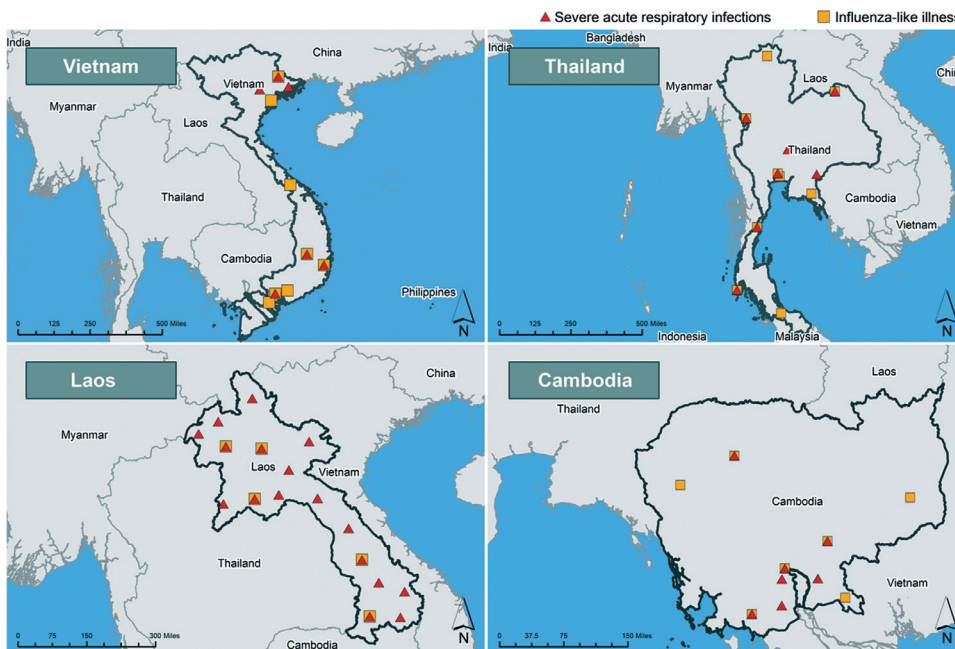 Severe acute respiratory infections
Influenza-like illness
Vietnam
India
China
Vietnam
Myanmar
Laos
Thailand
Cambodia
Philippines
0 125 250 500 Miles
N
Thailand
India
Bangladesh
Myanmar
Laos
Thailand
Cambodia
Vietnam
Indonesia
Malaysia
0 125 250 500 Miles
N
Laos
China
Myanmar
Laos
Vietnam
Thailand
Cambodia
0 75 150 300 Miles
N
Cambodia
Laos
Thailand
Cambodia
Vietnam
0 37.5 75 150 Miles
N